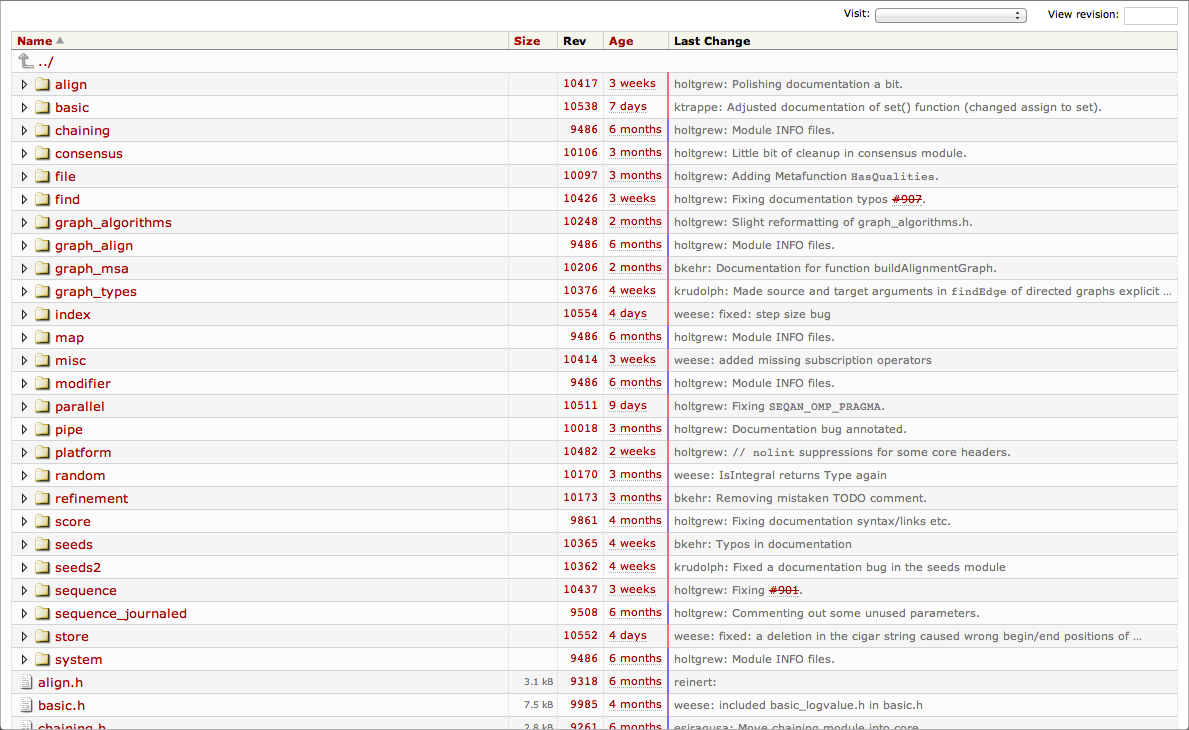 Visit: View revision:
Name Size Rev Age Last Change
../
align 10417 3 weeks holtgrew: Polishing documentation a bit.
basic 10538 7 days ktrappe: Adjusted documentation of set() function (changed assign to set).
chaining 9486 6 months holtgrew: Module INFO files.
consensus 10106 3 months holtgrew: Little bit of cleanup in consensus module.
file 10097 3 months holtgrew: Adding Metafunction HasQualities.
find 10426 3 weeks holtgrew: Fixing documentation typos #907.
graph_algorithms 10248 2 months holtgrew: Slight reformatting of graph_algorithms.h.
graph_align 9486 6 months holtgrew: Module INFO files.
graph_msa 10206 2 months bkehr: Documentation for function buildAlignmentGraph.
graph_types 10376 4 weeks krudolph: Made source and target arguments in findEdge of directed graphs explicit ...
index 10554 4 days weese: fixed: step size bug
map 9486 6 months holtgrew: Module INFO files.
misc 10414 3 weeks weese: added missing subscription operators
modifier 9486 6 months holtgrew: Module INFO files.
parallel 10511 9 days holtgrew: Fixing SEQAN_OMP_PRAGMA.
pipe 10018 3 months holtgrew: Documentation bug annotated.
platform 10482 2 weeks holtgrew: // nolint suppressions for some core headers.
random 10170 3 months weese: IsIntegral returns Type again
refinement 10173 3 months bkehr: Removing mistaken TODO comment.
score 9861 4 months holtgrew: Fixing documentation syntax/links etc.
seeds 10365 4 weeks bkehr: Typos in documentation
seeds2 10362 4 weeks krudolph: Fixed a documentation bug in the seeds module
sequence 10437 3 weeks holtgrew: Fixing #901.
sequence_journaled 9508 6 months holtgrew: Commenting out some unused parameters.
store 10552 4 days weese: fixed: a deletion in the cigar string caused wrong begin/end positions of ...
system 9486 6 months holtgrew: Module INFO files.
align.h 3.1 kB 9318 6 months reinert:
basic.h 7.5 kB 9985 4 months weese: included basic_logvalue.h in basic.h
chaining.h 2.8 kB 9261 6 months esiragusa: Move chaining module into core